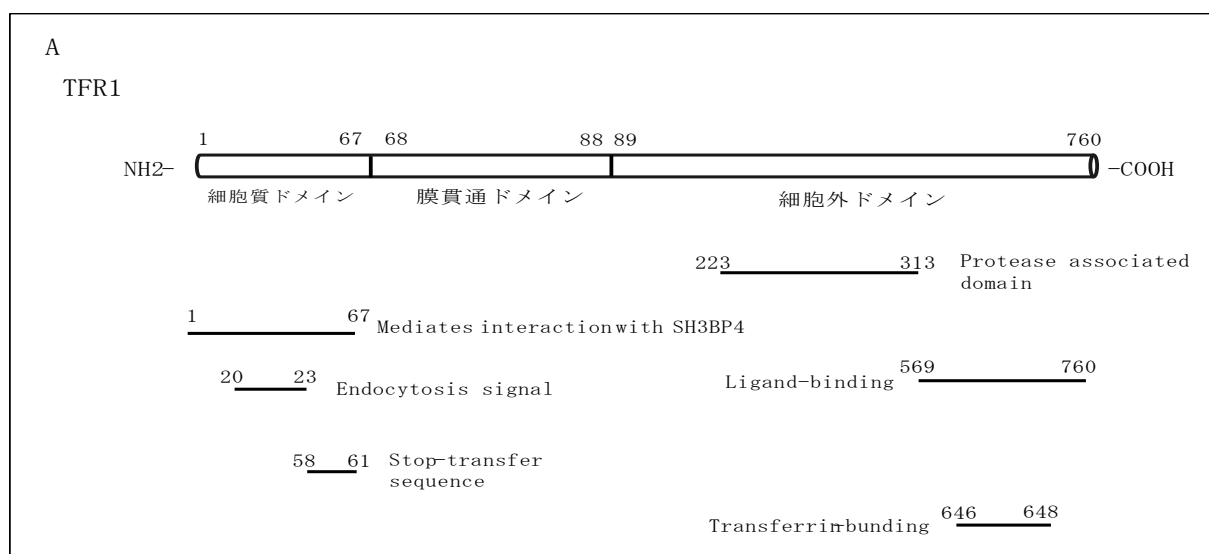 A
TFR1
1 67 68 88 89 760
NH2- -COOH
細胞質ドメイン 膜貫通ドメイン 細胞外ドメイン
223 313 Protease associated
domain
1 67 Mediates interaction with SH3BP4
20 23 Endocytosis signal
Ligand-binding 569 760
58 61 Stop-transfer
sequence
Transferrin-bunding 646 648